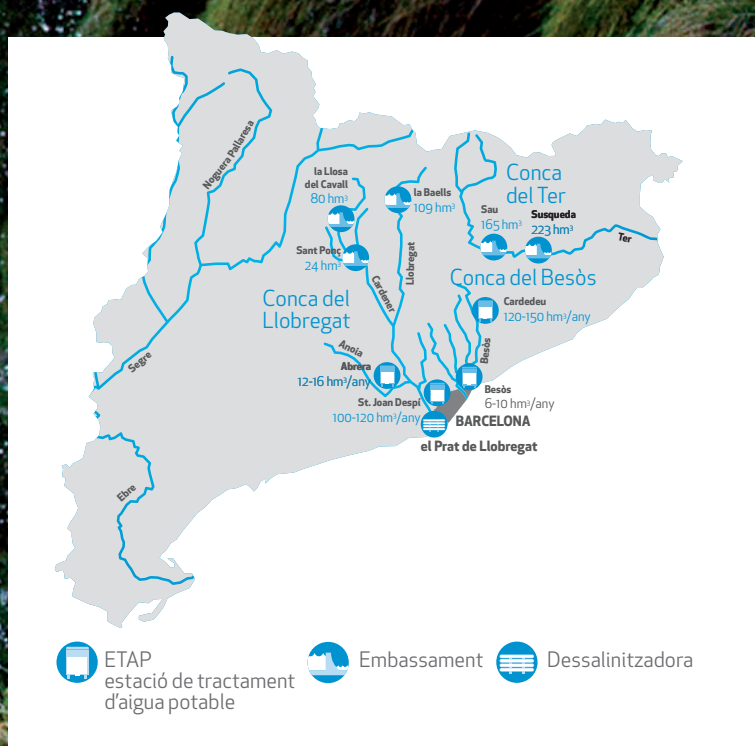 Noguera Pallaresa
la Llosa
del Cavall
80 hm³
la Baells
109 hm³
Conca
del Ter
Sau
165 hm³
Susqueda
223 hm³
Ter
Sant Ponç
24 hm³
Llobregat
Cardener
Conca del Besòs
Conca del
Llobregat
Cardedeu
120-150 hm³/any
Segre
Anoia
Abrera
12-16 hm³/any
Besòs
St. Joan Despí
100-120 hm³/any
Besòs
6-10 hm³/any
BARCELONA
el Prat de Llobregat
Ebre
ETAP
estació de tractament
d'aigua potable
Embassament
Dessalinitzadora